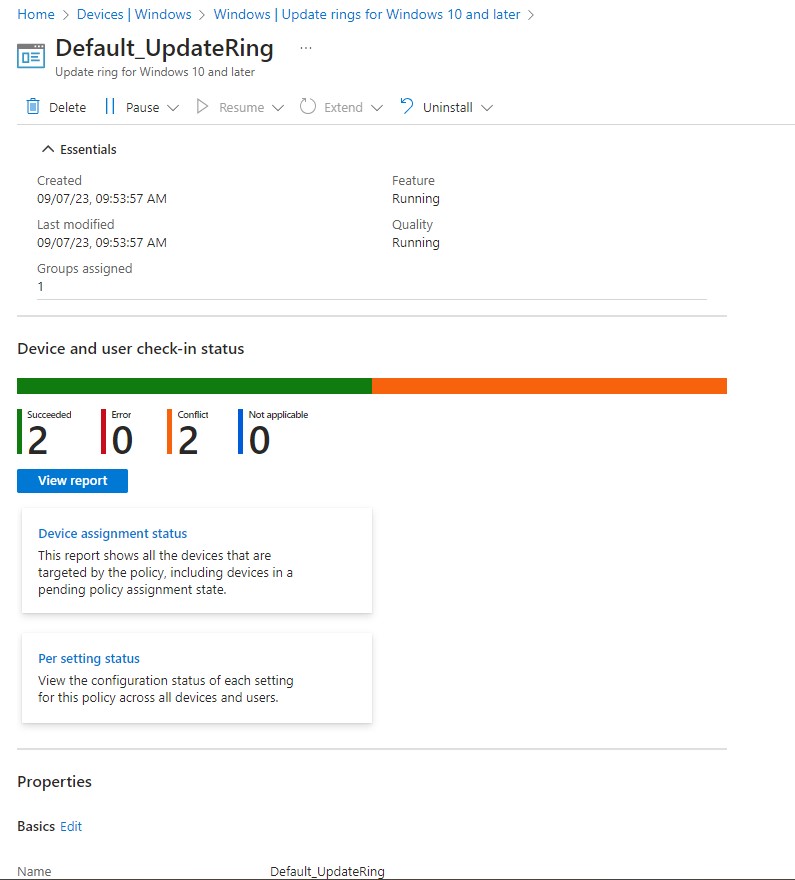 Home > Devices | Windows > Windows | Update rings for Windows 10 and later >
Default_UpdateRing ...
Update ring for Windows 10 and later
Delete Pause Resume Extend Uninstall
Essentials
Created
09/07/23, 09:53:57 AM
Last modified
09/07/23, 09:53:57 AM
Groups assigned
1
Feature
Running
Quality
Running
Device and user check-in status
Succeeded
2
Error
0
Conflict
2
Not applicable
0
View report
Device assignment status
This report shows all the devices that are
targeted by the policy, including devices in a
pending policy assignment state.
Per setting status
View the configuration status of each setting
for this policy across all devices and users.
Properties
Basics Edit
Name Default_UpdateRing